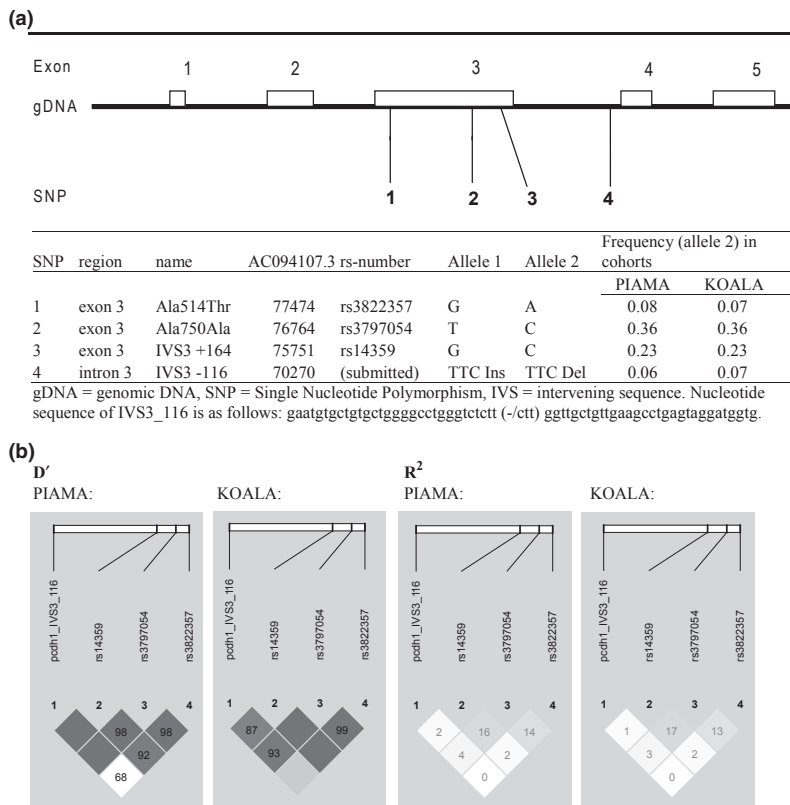 (a)
Exon 1 2 3 4 5
gDNA
SNP 1 2 3 4
Frequency (allele 2) in
SNP region name AC094107.3 rs-number Allele 1 Allele 2 cohorts
PIAMA KOALA
1 exon 3 Ala514Thr 77474 rs3822357 G A 0.08 0.07
2 exon 3 Ala750Ala 76764 rs3797054 T C 0.36 0.36
3 exon 3 IVS3 +164 75751 rs14359 G C 0.23 0.23
4 intron 3 IVS3 -116 70270 (submitted) TTC Ins TTC Del 0.06 0.07
gDNA = genomic DNA, SNP = Single Nucleotide Polymorphism, IVS = intervening sequence. Nucleotide
sequence of IVS3_116 is as follows: gaatgtgctgtgctggggcctgggtctctt (-/ctt) ggttgctgttgaagcctgagtaggatggtg.
(b)
D′ R²
PIAMA: KOALA: PIAMA: KOALA:
pcdh1_IVS3_116 rs14359 rs3797054 rs3822357 pcdh1_IVS3_116 rs14359 rs3797054 rs3822357 pcdh1_IVS3_116 rs14359 rs3797054 rs3822357 pcdh1_IVS3_116 rs14359 rs3797054 rs3822357
1 2 3 4 1 2 3 4 1 2 3 4 1 2 3 4
98 98 87 99 2 16 14 1 17 13
92 93 4 2 3 2
68 0 0